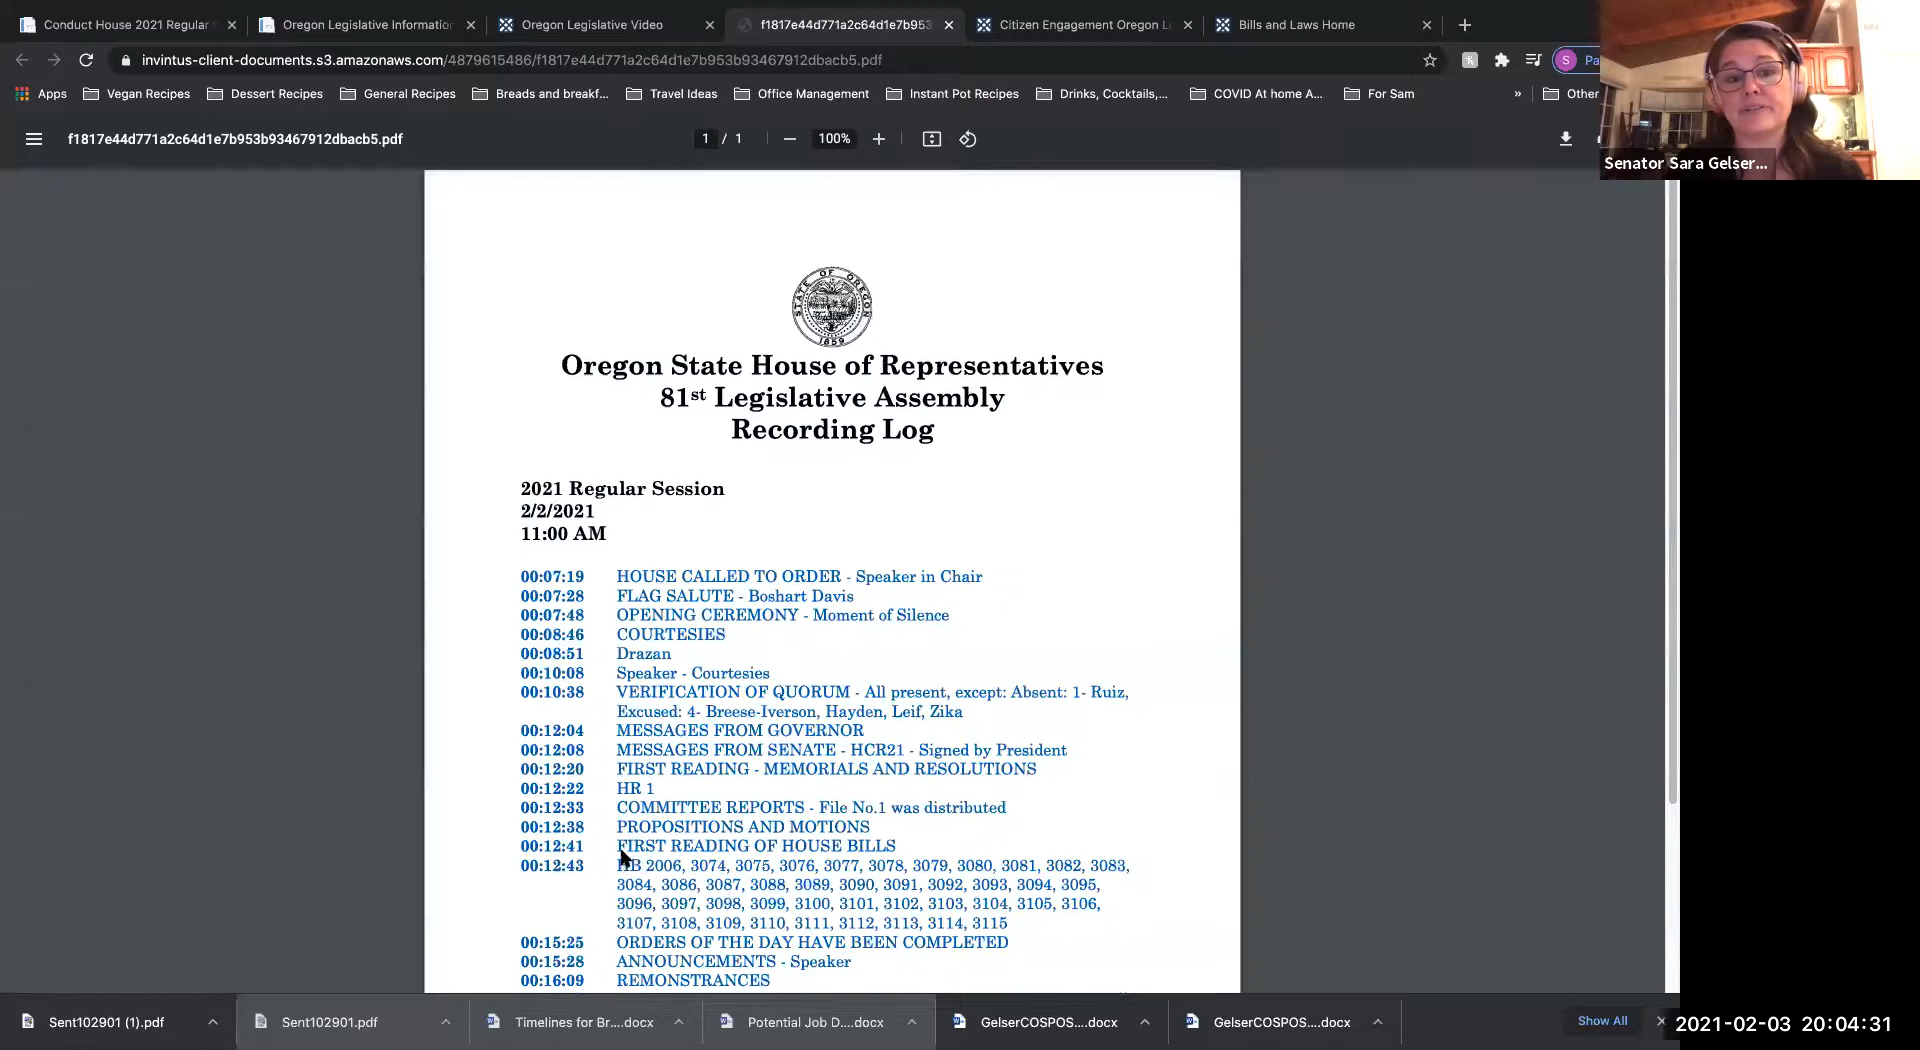 Conduct House 2021 Regular
Oregon Legislative Information
Oregon Legislative Video
f1817e44d771a2c64d1e7b953
Citizen Engagement Oregon L
Bills and Laws Home
invintus-client-documents.s3.amazonaws.com/4879615486/f1817e44d771a2c64d1e7b953b93467912dbacb5.pdf
S
Pa
Apps
Vegan Recipes
Dessert Recipes
General Recipes
Breads and breakf...
Travel Ideas
Office Management
Instant Pot Recipes
Drinks, Cocktails,...
COVID At home A...
For Sam
»
Other
f1817e44d771a2c64d1e7b953b93467912dbacb5.pdf
1 / 1
100%
Senator Sara Gelser...
STATE OF OREGON
1859
Oregon State House of Representatives
81st Legislative Assembly
Recording Log
2021 Regular Session
2/2/2021
11:00 AM
00:07:19 HOUSE CALLED TO ORDER - Speaker in Chair
00:07:28 FLAG SALUTE - Boshart Davis
00:07:48 OPENING CEREMONY - Moment of Silence
00:08:46 COURTESIES
00:08:51 Drazan
00:10:08 Speaker - Courtesies
00:10:38 VERIFICATION OF QUORUM - All present, except: Absent: 1- Ruiz,
Excused: 4- Breese-Iverson, Hayden, Leif, Zika
00:12:04 MESSAGES FROM GOVERNOR
00:12:08 MESSAGES FROM SENATE - HCR21 - Signed by President
00:12:20 FIRST READING - MEMORIALS AND RESOLUTIONS
00:12:22 HR 1
00:12:33 COMMITTEE REPORTS - File No.1 was distributed
00:12:38 PROPOSITIONS AND MOTIONS
00:12:41 FIRST READING OF HOUSE BILLS
00:12:43 HB 2006, 3074, 3075, 3076, 3077, 3078, 3079, 3080, 3081, 3082, 3083,
3084, 3086, 3087, 3088, 3089, 3090, 3091, 3092, 3093, 3094, 3095,
3096, 3097, 3098, 3099, 3100, 3101, 3102, 3103, 3104, 3105, 3106,
3107, 3108, 3109, 3110, 3111, 3112, 3113, 3114, 3115
00:15:25 ORDERS OF THE DAY HAVE BEEN COMPLETED
00:15:28 ANNOUNCEMENTS - Speaker
00:16:09 REMONSTRANCES
Sent102901 (1).pdf
Sent102901.pdf
Timelines for Br....docx
Potential Job D....docx
GelserCOSPOS....docx
GelserCOSPOS....docx
Show All
2021-02-03 20:04:31